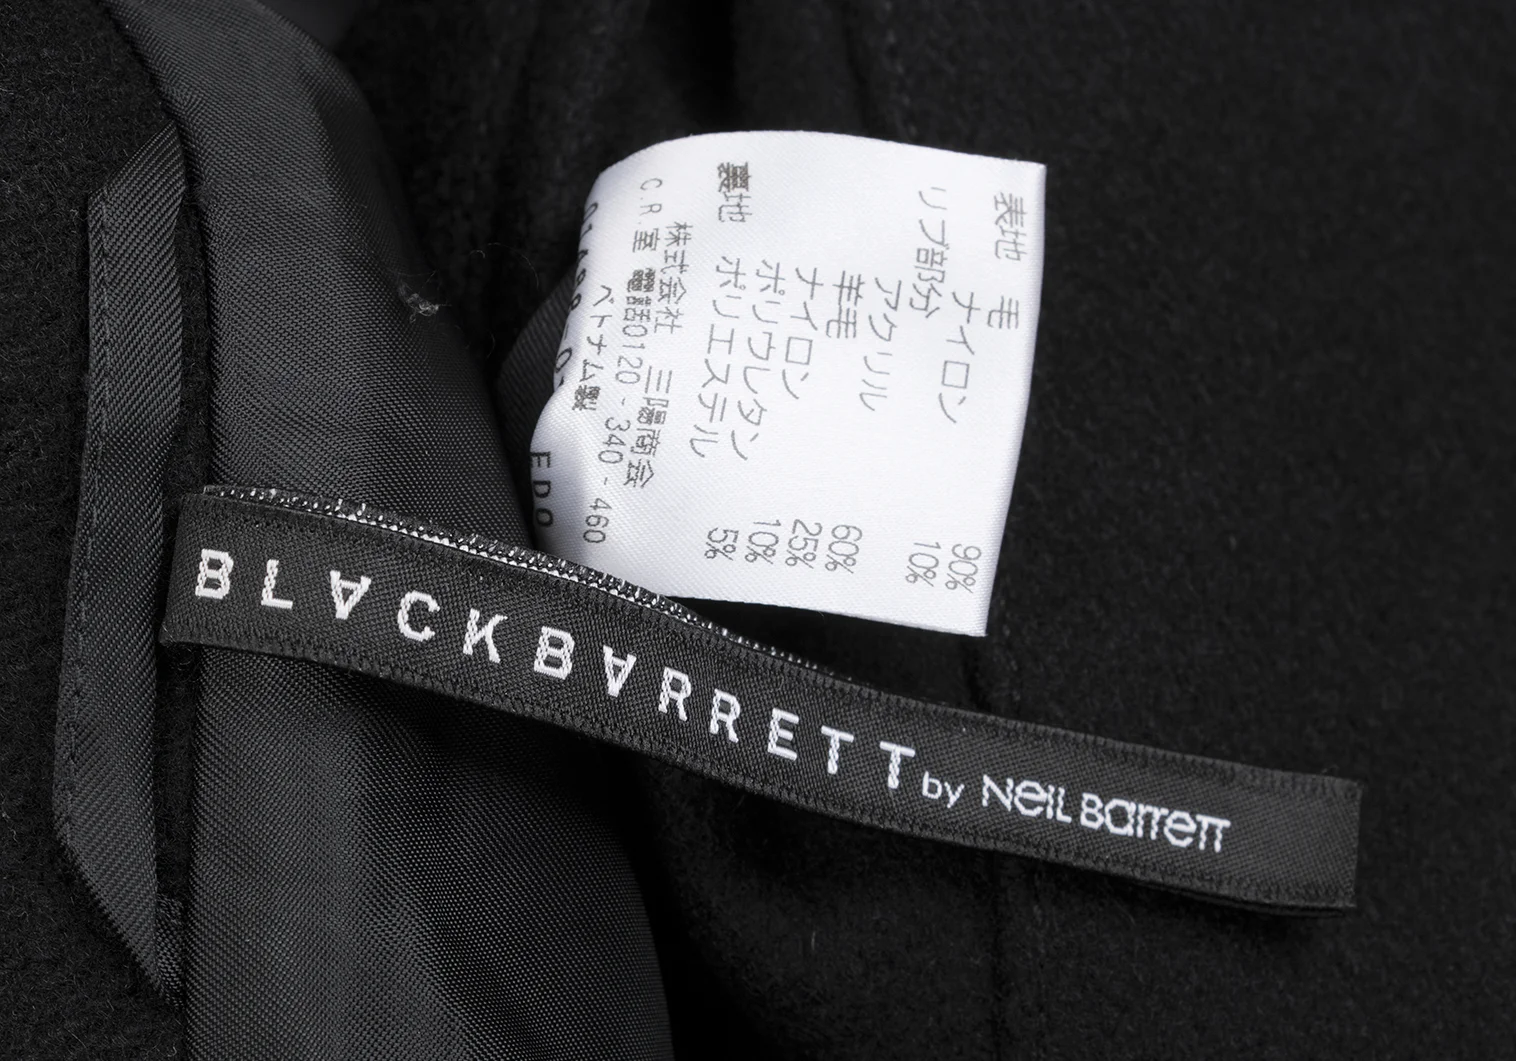 表地 毛 90%
ナイロン 10%
リブ部分 アクリル 60%
羊毛 25%
ナイロン 10%
ポリウレタン 5%
裏地 ポリエステル
株式会社 三陽商会
C.R.室 電話0120-340-460
ベトナム製
EDO
BLACKBARRETT by NeiL Barrett